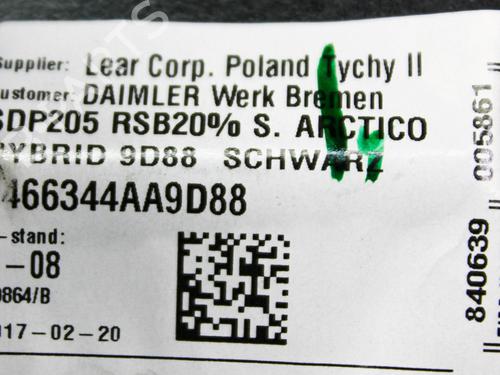 Supplier: Lear Corp. Poland Tychy II
Customer: DAIMLER Werk Bremen
SDP205 RSB20% S. ARCTICO
HYBRID 9D88 SCHWARZ
466344AA9D88
-stand:
-08
0864/B
017-02-20
840639
005861